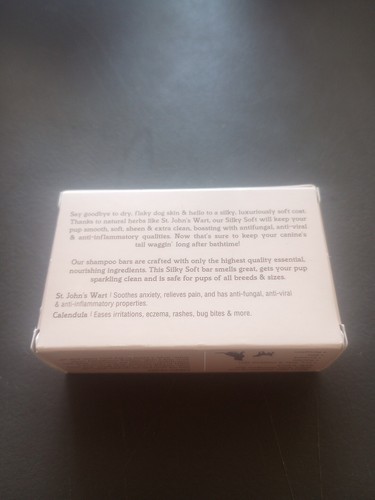 Say goodbye to dry, flaky dog skin & hello to a silky, luxuriously soft coat.
Thanks to natural herbs like St. John's Wart, our Silky Soft will keep your
pup smooth, soft, sheen & extra clean, boasting with antifungal, anti-viral
& anti-inflammatory qualities. Now that's sure to keep your canine's
tail waggin' long after bathtime!
Our shampoo bars are crafted with only the highest quality essential,
nourishing ingredients. This Silky Soft bar smells great, gets your pup
sparkling clean and is safe for pups of all breeds & sizes.
St. John's Wart | Soothes anxiety, relieves pain, and has anti-fungal, anti-viral
& anti-inflammatory properties.
Calendula | Eases irritations, eczema, rashes, bug bites & more.